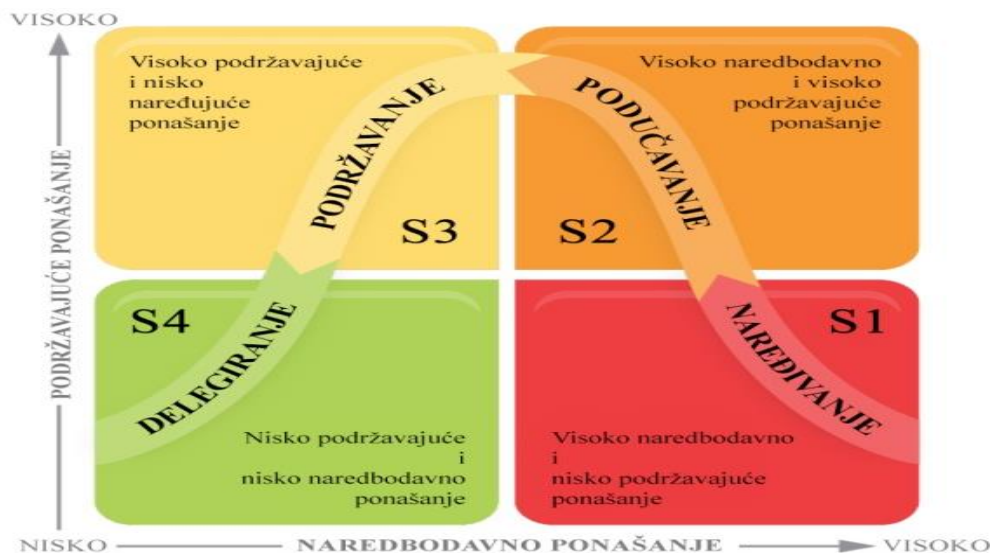 VISOKO
Visoko podržavajuće
i nisko
naređujuće
ponašanje
PODRŽAVANJE
S3
Visoko naredbodavno
i visoko
podržavajuće
ponašanje
PODUČAVANJE
S2
PODRŽAVAJUĆE PONAŠANJE
S4
DELEGIRANJE
Nisko podržavajuće
i
nisko naredbodavno
ponašanje
S1
NAREĐIVANJE
Visoko naredbodavno
i
nisko podržavajuće
ponašanje
NISKO
NAREDBODAVNO PONAŠANJE
VISOKO